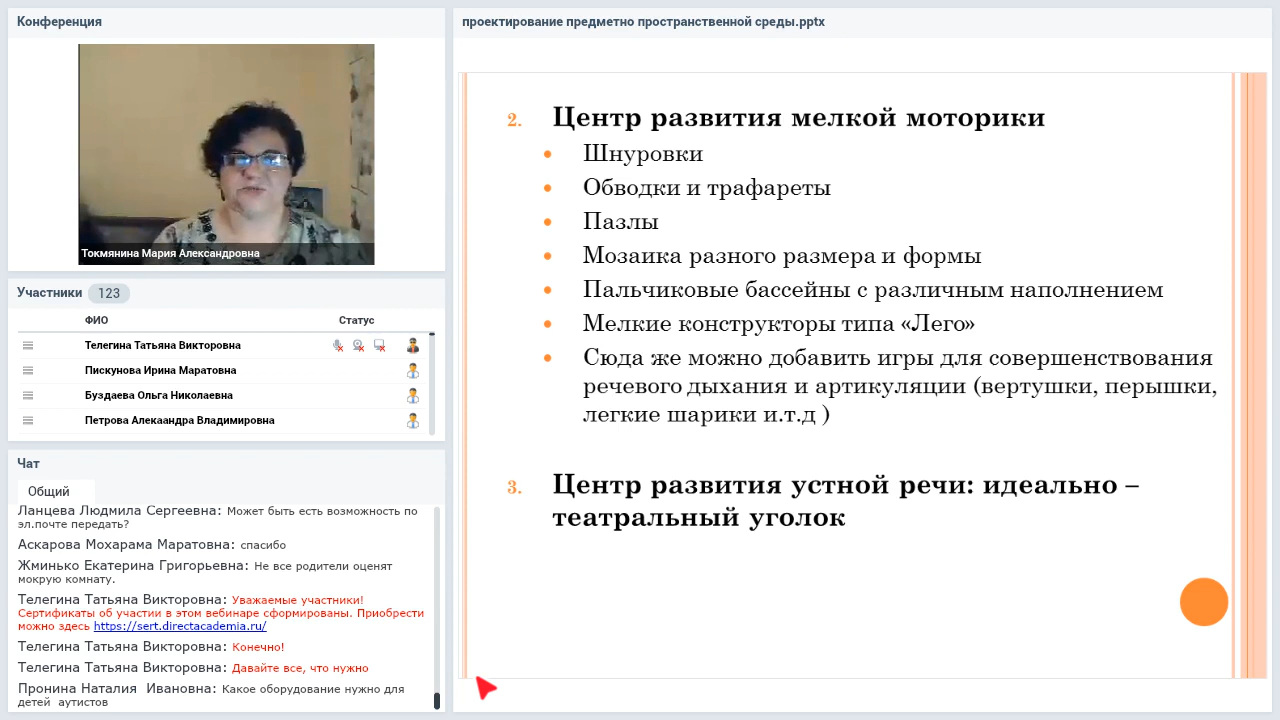 Конференция
Токмянина Мария Александровна
Участники 123
ФИО Статус
Телегина Татьяна Викторовна
Пискунова Ирина Маратовна
Буздаева Ольга Николаевна
Петрова Алекаандра Владимировна
Чат
Общий
Ланцева Людмила Сергеевна: Может быть есть возможность по
эл.почте передать?
Аскарова Мохарама Маратовна: спасибо
Жминько Екатерина Григорьевна: Не все родители оценят
мокрую комнату.
Телегина Татьяна Викторовна: Уважаемые участники!
Сертификаты об участии в этом вебинаре сформированы. Приобрести
можно здесь https://sert.directacademia.ru/
Телегина Татьяна Викторовна: Конечно!
Телегина Татьяна Викторовна: Давайте все, что нужно
Пронина Наталия Ивановна: Какое оборудование нужно для
детей аутистов
проектирование предметно пространственной среды.pptx
2. Центр развития мелкой моторики
• Шнуровки
• Обводки и трафареты
• Пазлы
• Мозаика разного размера и формы
• Пальчиковые бассейны с различным наполнением
• Мелкие конструкторы типа «Лего»
• Сюда же можно добавить игры для совершенствования
речевого дыхания и артикуляции (вертушки, перышки,
легкие шарики и.т.д )
3. Центр развития устной речи: идеально –
театральный уголок